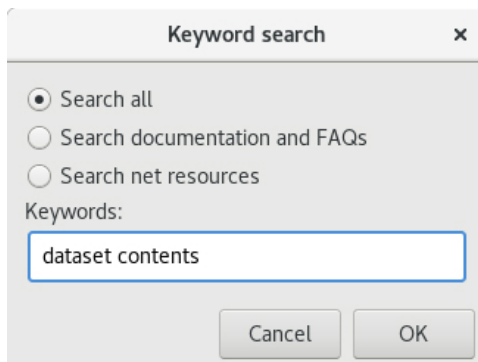 Keyword search
Search all
Search documentation and FAQs
Search net resources
Keywords:
dataset contents
Cancel OK